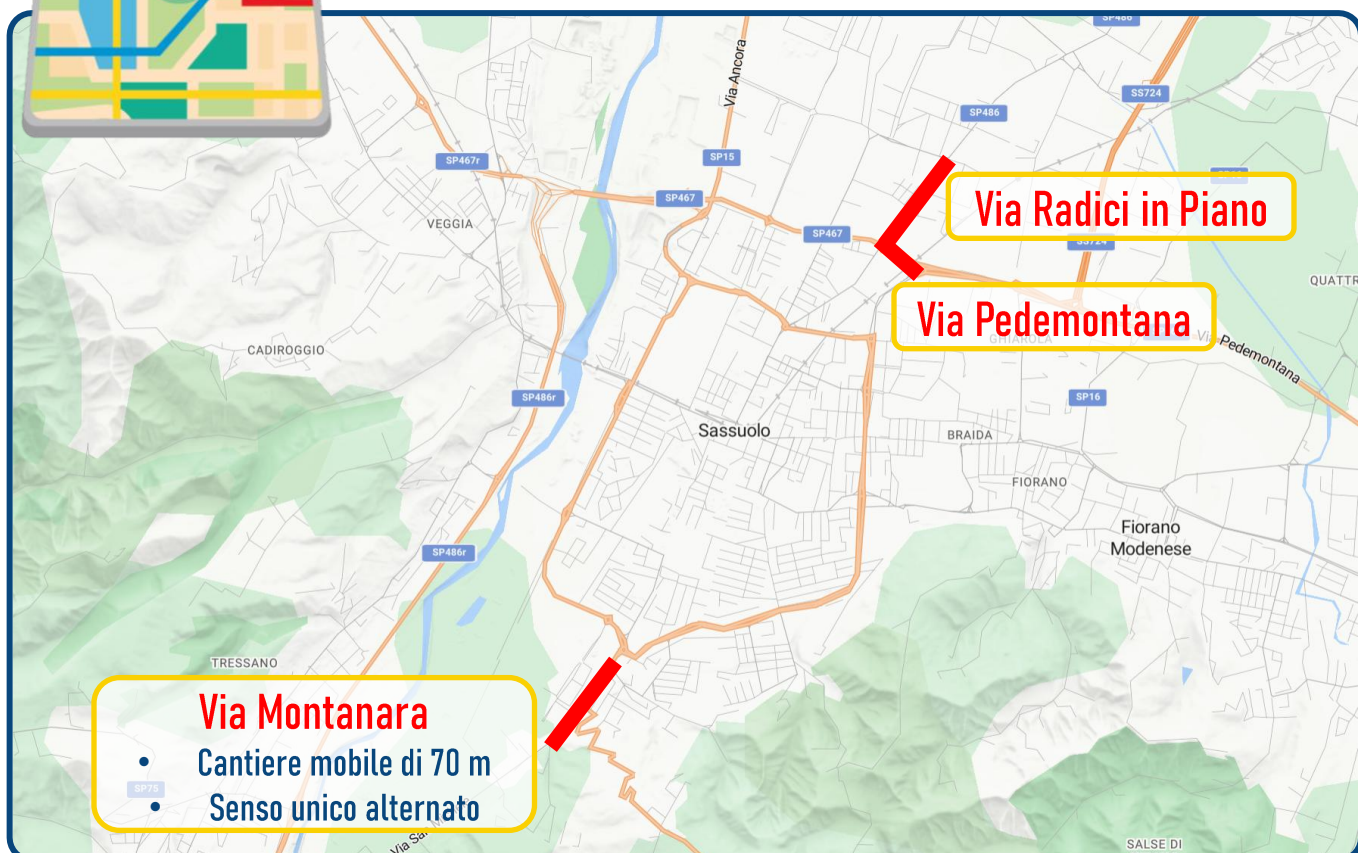 SP486
Via Ancora
SS724
SP486
SP15
SP467r
SP467
Via Radici in Piano
VEGGIA
SP467
SS724
QUATTR
Via Pedemontana
GHIAROLA
Via Pedemontana
CADIROGGIO
SP486r
SP16
Sassuolo
BRAIDA
FIORANO
Fiorano
Modenese
SP486r
TRESSANO
Via Montanara
• Cantiere mobile di 70 m
SP75
• Senso unico alternato
SALSE DI